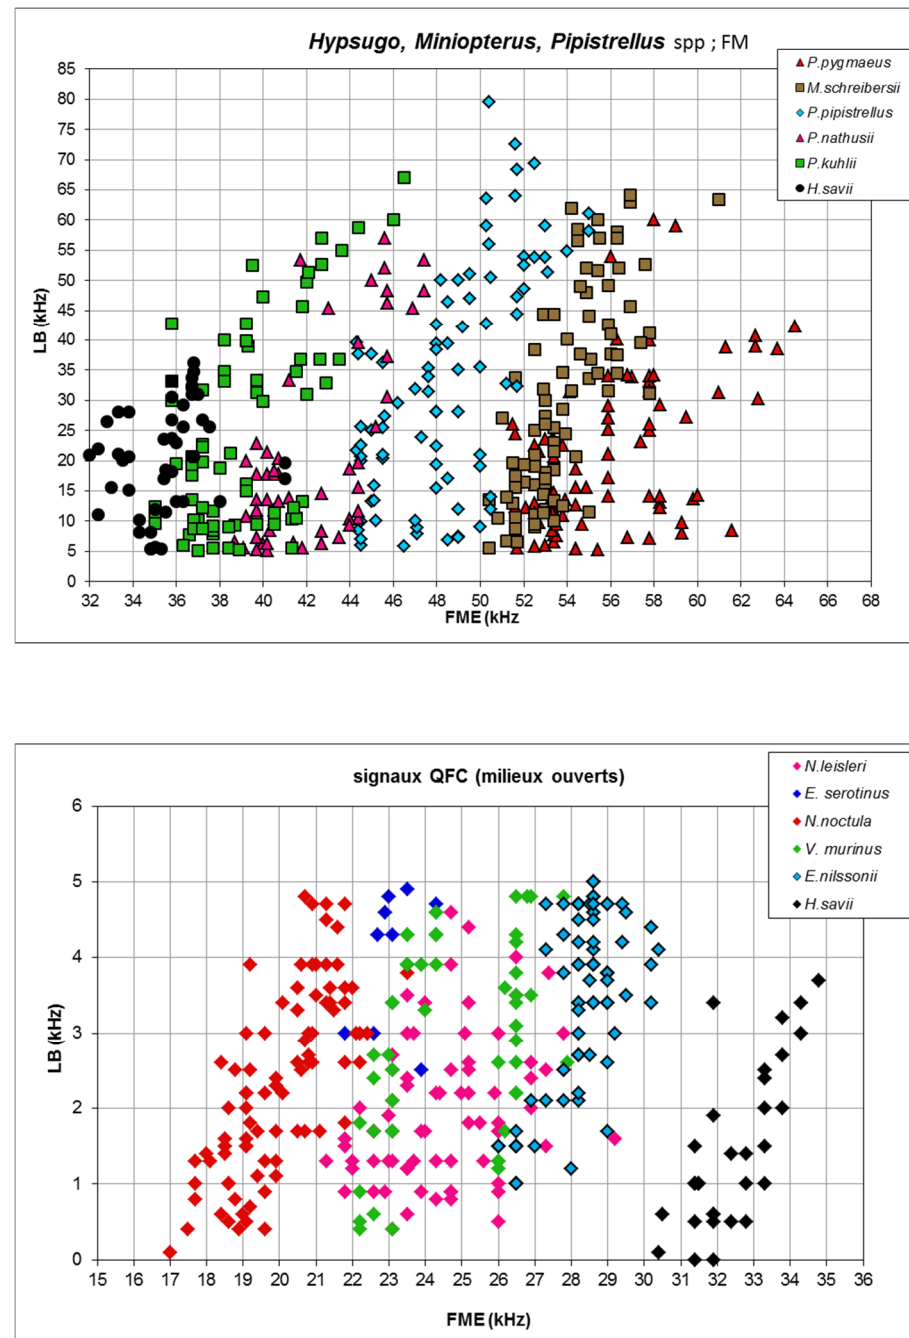 Hypsugo, Miniopterus, Pipistrellus spp ; FM
P.pygmaeus
M.schreibersii
P.pipistrellus
P.nathusii
P.kuhlii
H.savii
85
80
75
70
65
60
55
50
45
40
35
30
25
20
15
10
5
0
LB (kHz)
32 34 36 38 40 42 44 46 48 50 52 54 56 58 60 62 64 66 68
FME (kHz
signaux QFC (milieux ouverts)
N.leisleri
E. serotinus
N.noctula
V. murinus
E.nilssonii
H.savii
6
5
4
3
2
1
0
LB (kHz)
15 16 17 18 19 20 21 22 23 24 25 26 27 28 29 30 31 32 33 34 35 36
FME (kHz)